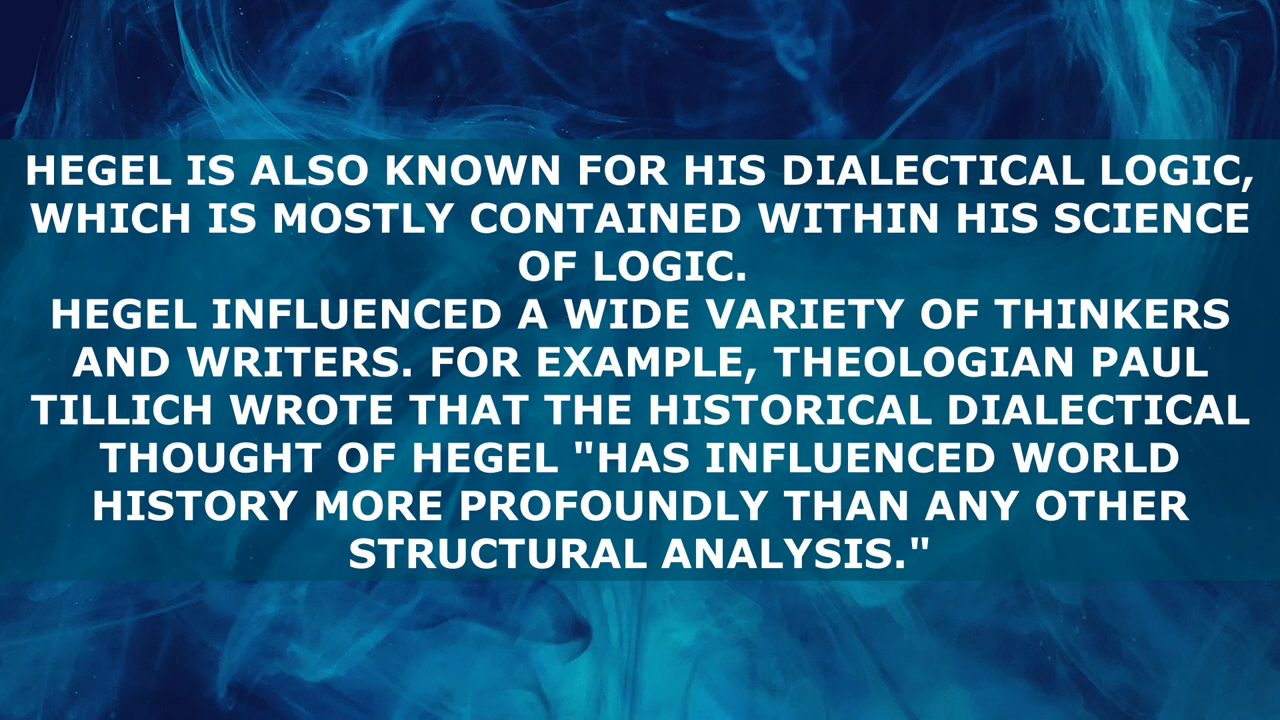 HEGEL IS ALSO KNOWN FOR HIS DIALECTICAL LOGIC,
WHICH IS MOSTLY CONTAINED WITHIN HIS SCIENCE
OF LOGIC.
HEGEL INFLUENCED A WIDE VARIETY OF THINKERS
AND WRITERS. FOR EXAMPLE, THEOLOGIAN PAUL
TILLICH WROTE THAT THE HISTORICAL DIALECTICAL
THOUGHT OF HEGEL "HAS INFLUENCED WORLD
HISTORY MORE PROFOUNDLY THAN ANY OTHER
STRUCTURAL ANALYSIS."